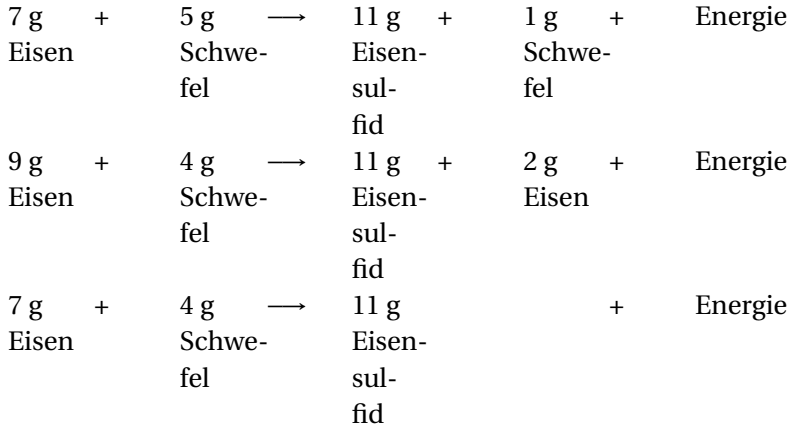 7 g + 5 g ⟶ 11 g + 1 g + Energie
Eisen Schwe- Eisen- Schwe-
fel sul- fel
fid
9 g + 4 g ⟶ 11 g + 2 g + Energie
Eisen Schwe- Eisen- Eisen
fel sul-
fid
7 g + 4 g ⟶ 11 g + Energie
Eisen Schwe- Eisen-
fel sul-
fid